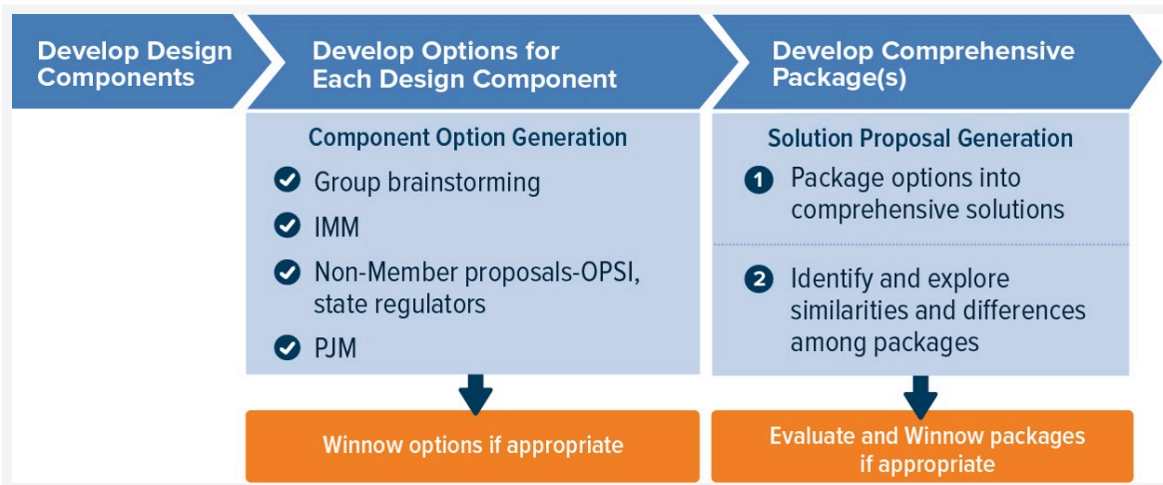 Develop Design
Components
Develop Options for
Each Design Component
Develop Comprehensive
Package(s)
Component Option Generation
Group brainstorming
IMM
Non-Member proposals-OPSI,
state regulators
PJM
Winnow options if appropriate
Solution Proposal Generation
1 Package options into
comprehensive solutions
2 Identify and explore
similarities and differences
among packages
Evaluate and Winnow packages
if appropriate